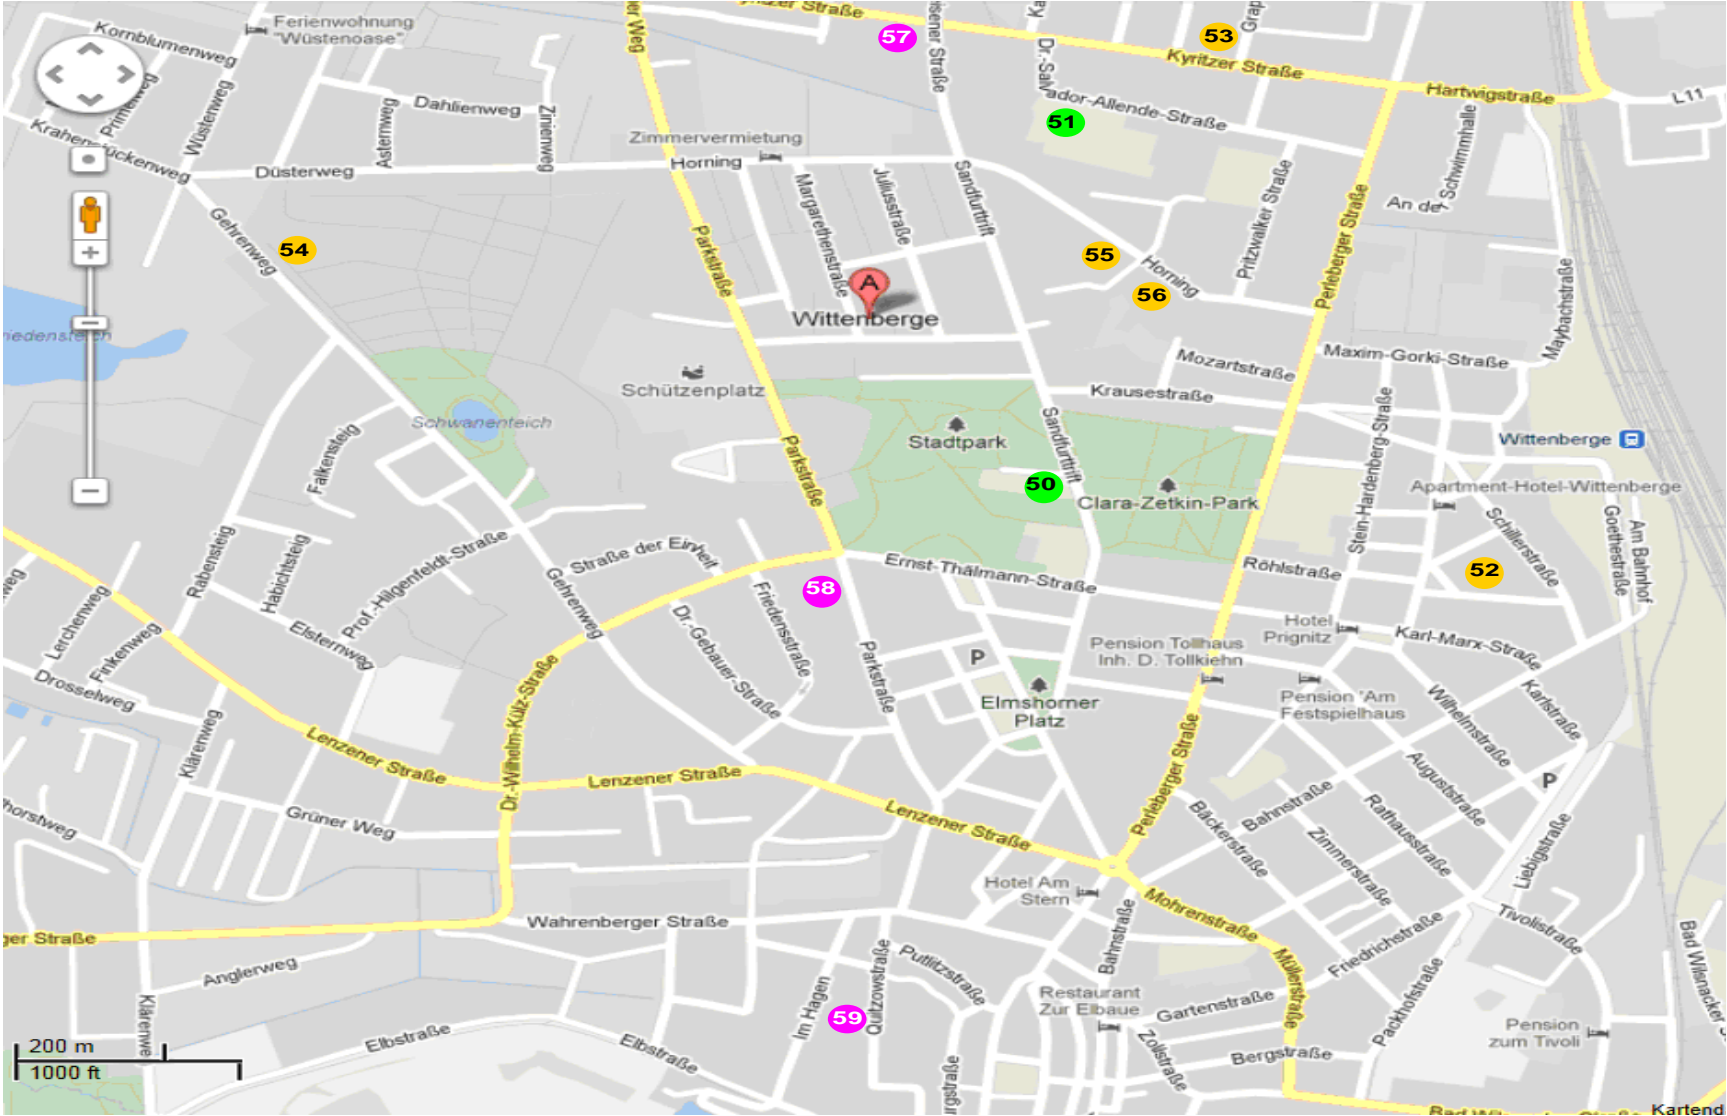 Kyritzer Straße
Kornblumenweg
Ferienwohnung
"Wüstenoase"
57
53
Dr.-Salvador-Allende-Straße
Kyritzer Straße
Hartwigstraße
L11
Primelweg
Wüstenweg
Asternweg
Dahlienweg
Zinienweg
51
Zimmervermietung
Horning
Düsterweg
Gehrenweg
54
Parkstraße
Margarethenstraße
Juliusstraße
Sandfurttrift
55
56
Horning
Pritzwalker Straße
Perleberger Straße
An der Schwimmhalle
Maybachstraße
A
Wittenberge
Schützenplatz
Mozartstraße
Maxim-Gorki-Straße
Krausestraße
Schwanenteich
Falkensteig
Parkstraße
Stadtpark
Sandfurttrift
50
Clara-Zetkin-Park
Stein-Hardenberg-Straße
Wittenberge
Apartment-Hotel-Wittenberge
Schillerstraße
Goethestraße
Am Bahnhof
52
Rabensteig
Habichtsteig
Prof.-Hilgenfeldt-Straße
Straße der Einheit
Gehrenweg
Ernst-Thälmann-Straße
Röhlstraße
58
Friedensstraße
Dr.-Gebauer-Straße
Parkstraße
Lerchenweg
Finkenweg
Elsternweg
Drosselweg
Klärenweg
P
Elmshorner
Platz
Pension Tollhaus
Inh. D. Tollkiehn
Hotel
Prignitz
Karl-Marx-Straße
Pension 'Am
Festspielhaus
Wilhelmstraße
Karlstraße
Lenzener Straße
Dr.-Wilhelm-Külz-Straße
Lenzener Straße
Lenzener Straße
Perleberger Straße
Bäckerstraße
Bahnstraße
Zimmerstraße
Rathausstraße
Auguststraße
P
Liebigstraße
Grüner Weg
Hotel Am
Stern
Mohrenstraße
Wahrenberger Straße
ger Straße
Anglerweg
Klärenwe
Elbstraße
Elbstraße
Im Hagen
59
Quitzowstraße
Putlitzstraße
Bahnstraße
Restaurant
Zur Elbaue
Gartenstraße
Zollstraße
Bergstraße
Müllerstraße
Friedrichstraße
Packhofstraße
Tivolistraße
Pension
zum Tivoli
Bad Wilsnacker
200 m
1000 ft
Kartend